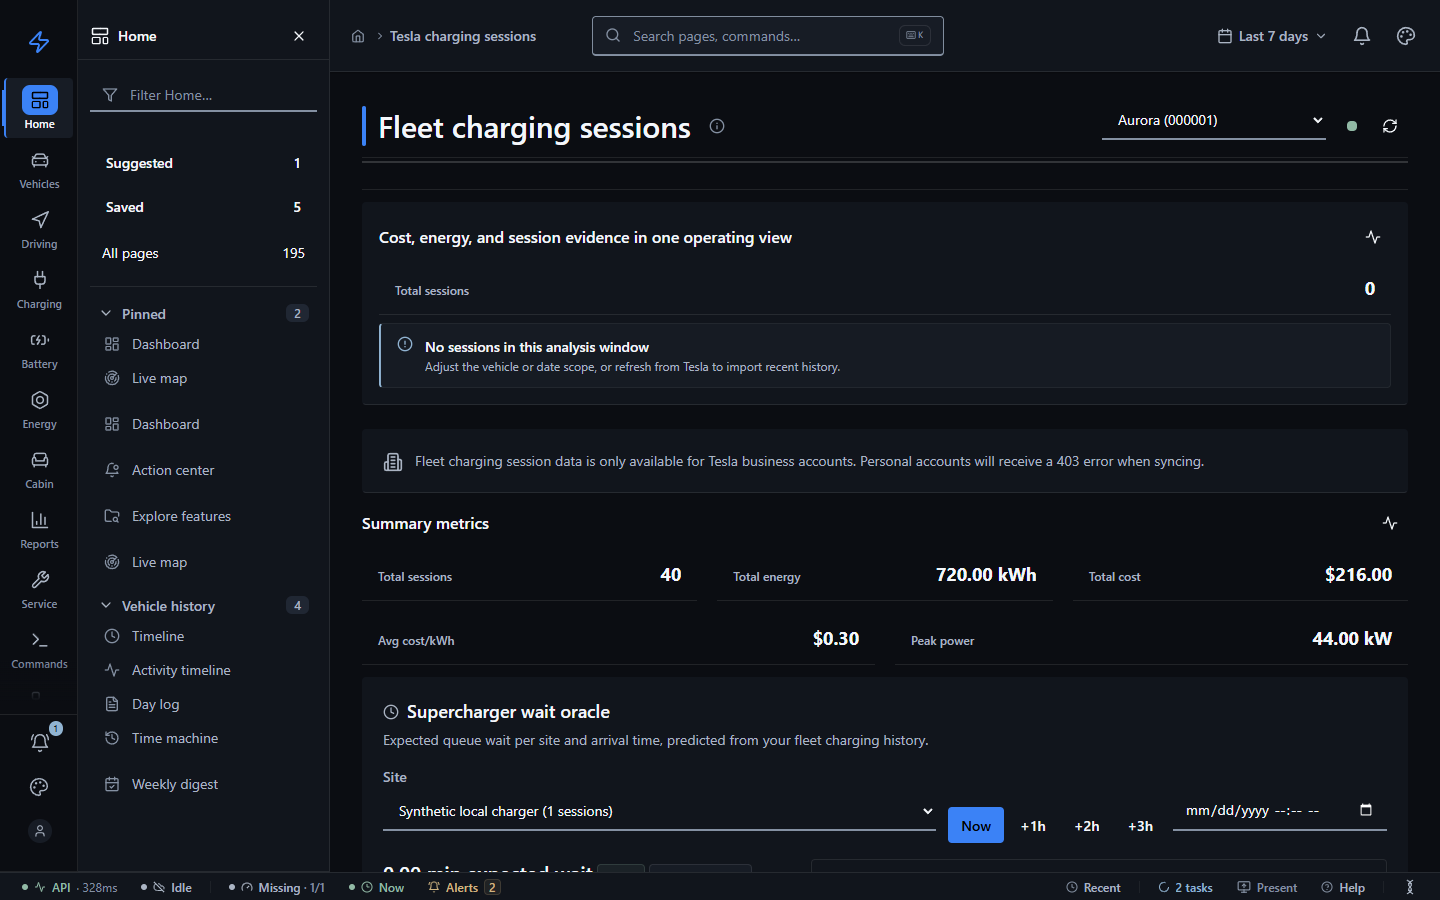 Home
Vehicles
Driving
Charging
Battery
Energy
Cabin
Reports
Service
Commands
1
Home
Filter Home...
Suggested 1
Saved 5
All pages 195
Pinned 2
Dashboard
Live map
Dashboard
Action center
Explore features
Live map
Vehicle history 4
Timeline
Activity timeline
Day log
Time machine
Weekly digest
Tesla charging sessions
Search pages, commands... K
Last 7 days
Fleet charging sessions
Aurora (000001)
Cost, energy, and session evidence in one operating view
Total sessions 0
No sessions in this analysis window
Adjust the vehicle or date scope, or refresh from Tesla to import recent history.
Fleet charging session data is only available for Tesla business accounts. Personal accounts will receive a 403 error when syncing.
Summary metrics
Total sessions 40
Total energy 720.00 kWh
Total cost $216.00
Avg cost/kWh $0.30
Peak power 44.00 kW
Supercharger wait oracle
Expected queue wait per site and arrival time, predicted from your fleet charging history.
Site
Synthetic local charger (1 sessions)
Now +1h +2h +3h mm/dd/yyyy --:-- --
0.00 min expected wait
API · 328ms Idle Missing · 1/1 Now Alerts 2 Recent 2 tasks Present Help